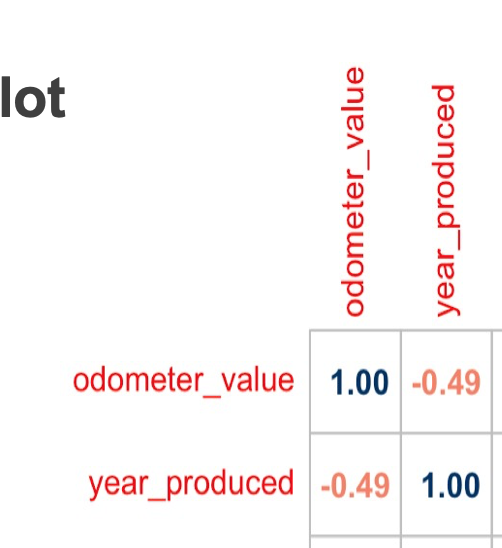 lot
odometer_value year_produced
odometer_value 1.00 -0.49
year_produced -0.49 1.00